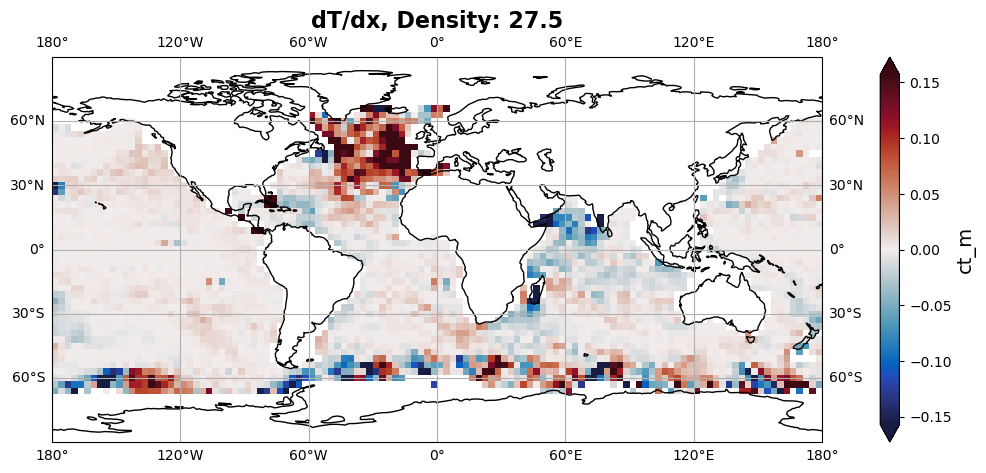 dT/dx, Density: 27.5
180° 120°W 60°W 0° 60°E 120°E 180°
60°N 60°N
30°N 30°N
0° 0°
30°S 30°S
60°S 60°S
180° 120°W 60°W 0° 60°E 120°E 180°
0.15
0.10
0.05
0.00
−0.05
−0.10
−0.15
ct_m